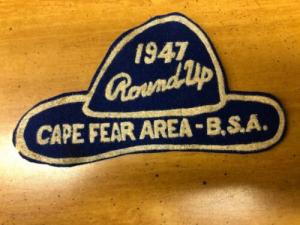 1947
Round Up
CAPE FEAR AREA - B.S.A.